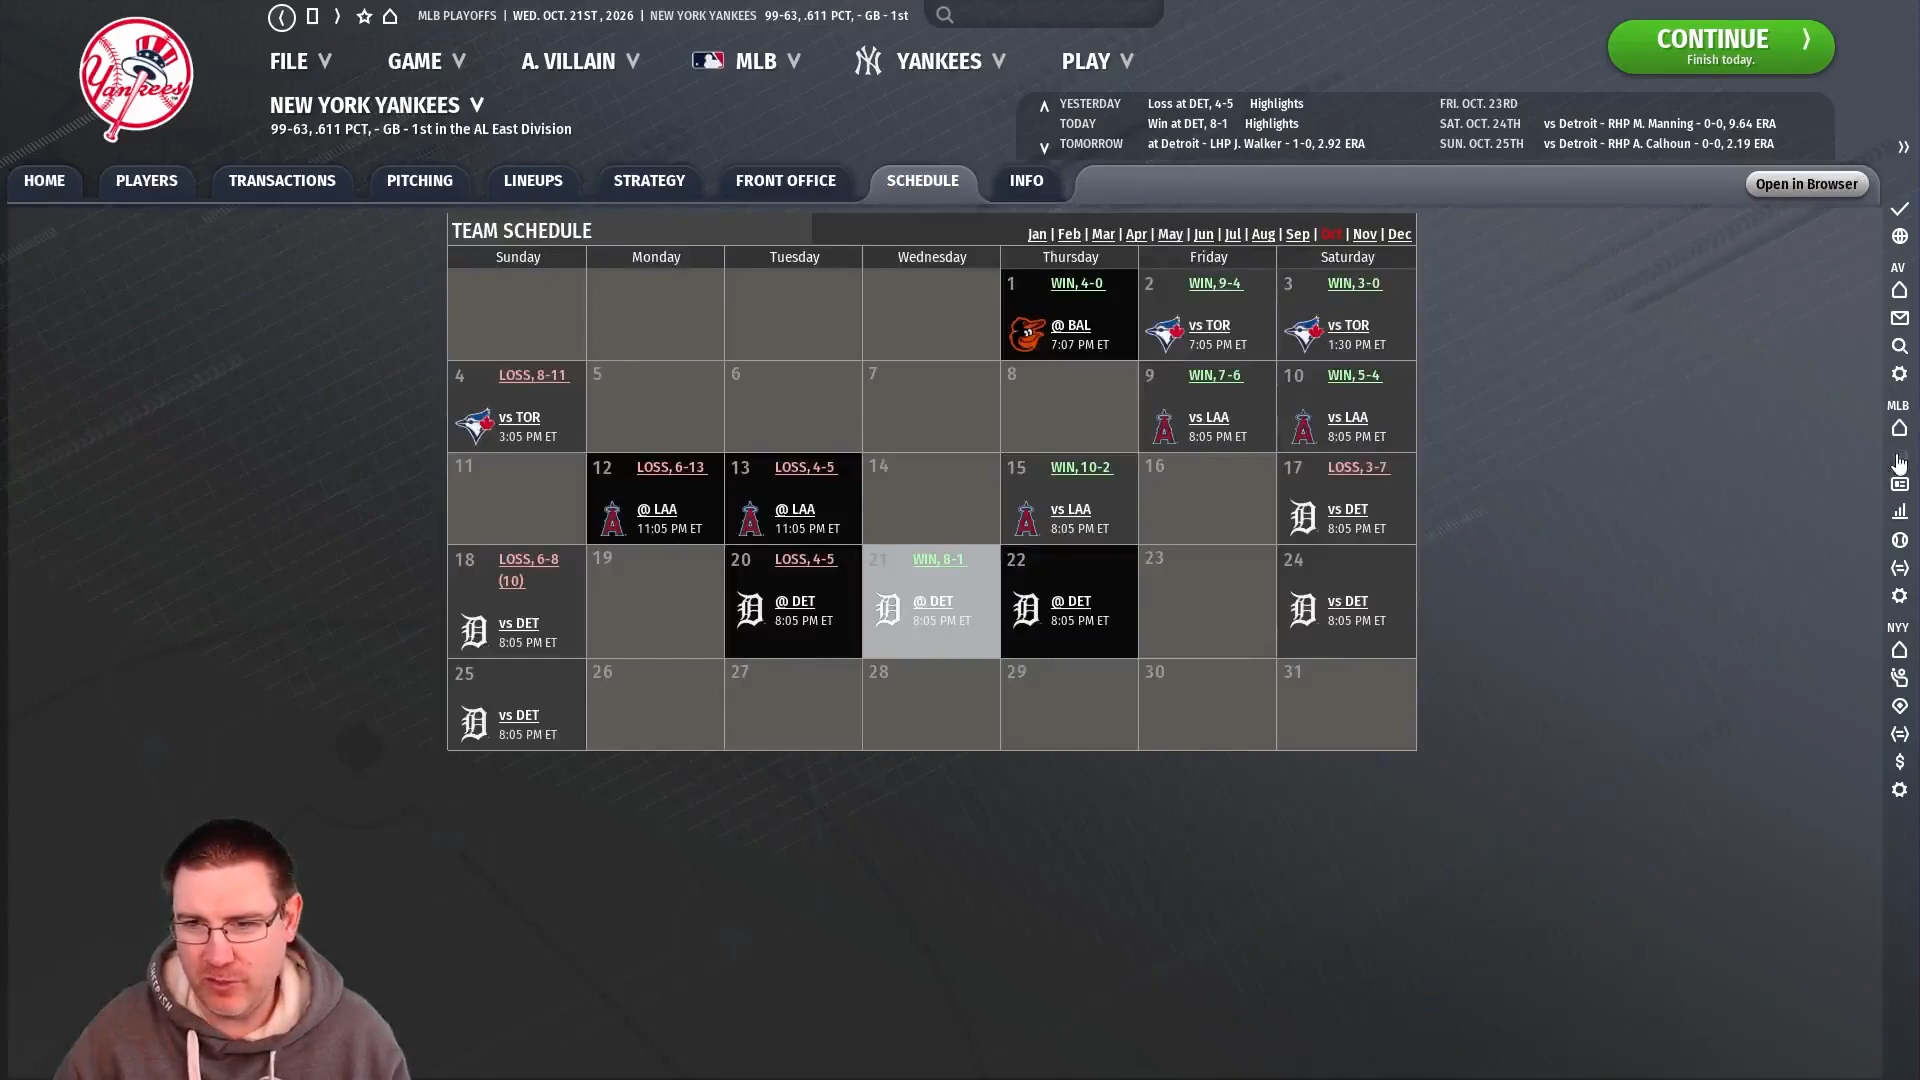 MLB PLAYOFFS | WED. OCT. 21ST , 2026 | NEW YORK YANKEES 99-63, .611 PCT, - GB - 1st
Yankees
FILE GAME A. VILLAIN MLB YANKEES PLAY
CONTINUE
Finish today.
NEW YORK YANKEES
99-63, .611 PCT, - GB - 1st in the AL East Division
YESTERDAY Loss at DET, 4-5 Highlights FRI. OCT. 23RD
TODAY Win at DET, 8-1 Highlights SAT. OCT. 24TH vs Detroit - RHP M. Manning - 0-0, 9.64 ERA
TOMORROW at Detroit - LHP J. Walker - 1-0, 2.92 ERA SUN. OCT. 25TH vs Detroit - RHP A. Calhoun - 0-0, 2.19 ERA
HOME PLAYERS TRANSACTIONS PITCHING LINEUPS STRATEGY FRONT OFFICE SCHEDULE INFO Open in Browser
TEAM SCHEDULE Jan | Feb | Mar | Apr | May | Jun | Jul | Aug | Sep | Oct | Nov | Dec
Sunday Monday Tuesday Wednesday Thursday Friday Saturday
1 WIN, 4-0 2 WIN, 9-4 3 WIN, 3-0
@ BAL vs TOR vs TOR
7:07 PM ET 7:05 PM ET 1:30 PM ET
4 LOSS, 8-11 5 6 7 8 9 WIN, 7-6 10 WIN, 5-4
vs TOR vs LAA vs LAA
3:05 PM ET 8:05 PM ET 8:05 PM ET
11 12 LOSS, 6-13 13 LOSS, 4-5 14 15 WIN, 10-2 16 17 LOSS, 3-7
@ LAA @ LAA vs LAA vs DET
11:05 PM ET 11:05 PM ET 8:05 PM ET 8:05 PM ET
18 LOSS, 6-8 19 20 LOSS, 4-5 21 WIN, 8-1 22 23 24
(10)
@ DET @ DET @ DET vs DET
8:05 PM ET 8:05 PM ET 8:05 PM ET 8:05 PM ET
vs DET
8:05 PM ET
25 26 27 28 29 30 31
vs DET
8:05 PM ET
AV
MLB
NYY